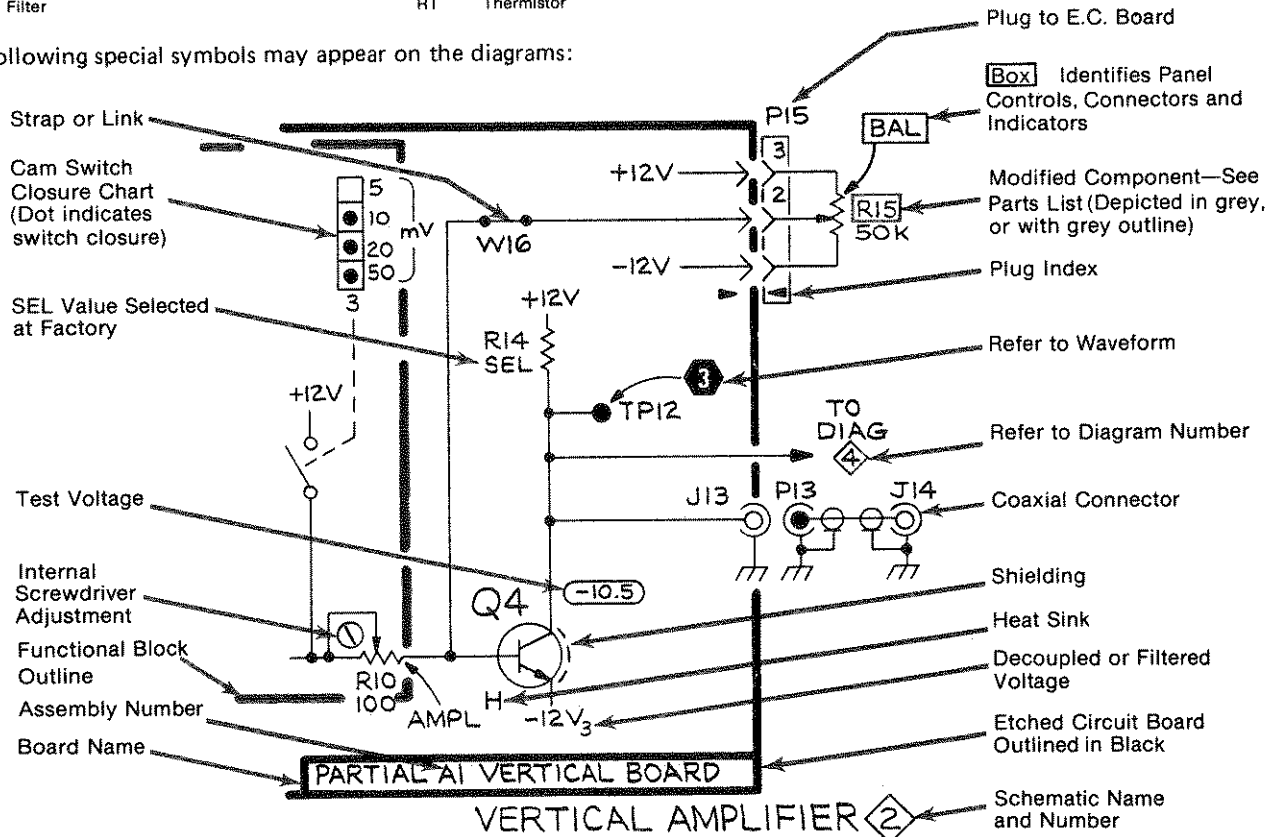 Filter
RT Thermistor
ollowing special symbols may appear on the diagrams:
Plug to E.C. Board
Box Identifies Panel
Controls, Connectors and
Indicators
Modified Component—See
Parts List (Depicted in grey,
or with grey outline)
Plug Index
Refer to Waveform
Refer to Diagram Number
Coaxial Connector
Shielding
Heat Sink
Decoupled or Filtered
Voltage
Etched Circuit Board
Outlined in Black
Schematic Name
and Number
Strap or Link
Cam Switch
Closure Chart
(Dot indicates
switch closure)
SEL Value Selected
at Factory
Test Voltage
Internal
Screwdriver
Adjustment
Functional Block
Outline
Assembly Number
Board Name
5
10
20
50
mV
3
+12V
W16
+12V
-12V
P15
3
2
BAL
R15
50K
+12V
R14
SEL
3
TP12
TO
DIAG
4
J13
P13
J14
-10.5
Q4
R10
100
AMPL
H
-12V3
PARTIAL A1 VERTICAL BOARD
VERTICAL AMPLIFIER 2